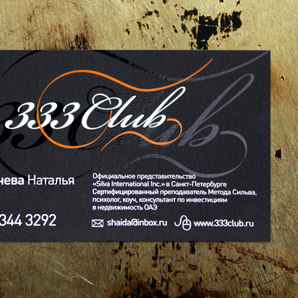 333 Club
чева Наталья
344 3292
Официальное представительство
«Silva International Inc.» в Санкт-Петербурге
Сертифицированный преподаватель Метода Сильва,
психолог, коуч, консультант по инвестициям
в недвижимость ОАЭ
shaida@inbox.ru www.333club.ru